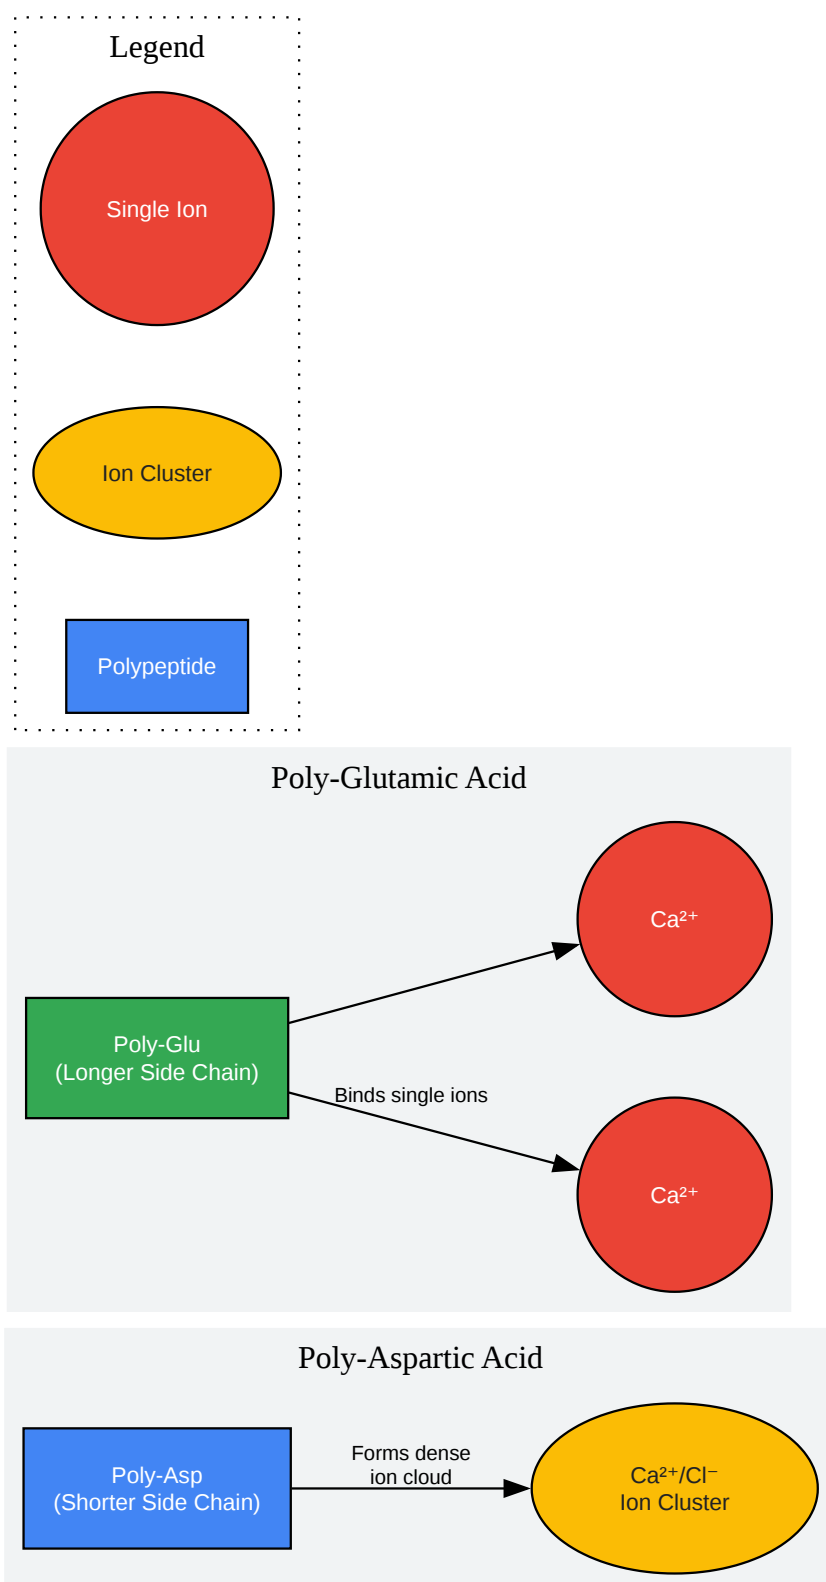 Legend
Single Ion
Ion Cluster
Polypeptide
Poly-Glutamic Acid
Ca²⁺
Poly-Glu
(Longer Side Chain)
Binds single ions
Ca²⁺
Poly-Aspartic Acid
Poly-Asp
(Shorter Side Chain)
Forms dense
ion cloud
Ca²⁺/Cl⁻
Ion Cluster